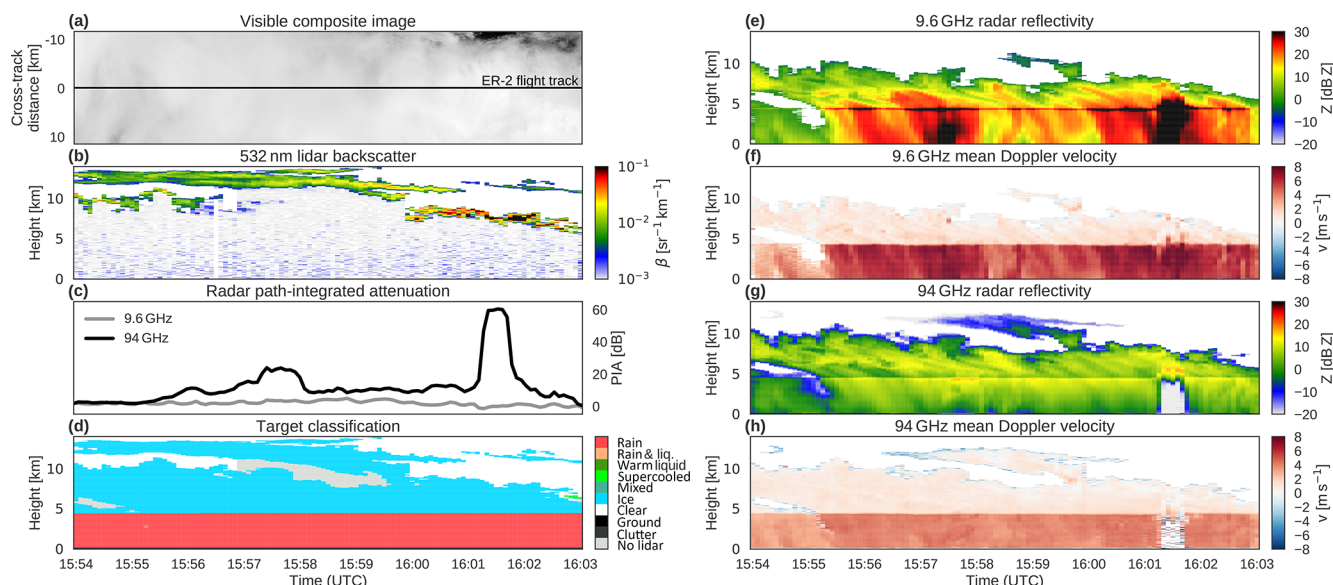 (a) Visible composite image
-10
0
10
Cross-track
distance [km]
ER-2 flight track
(b) 532 nm lidar backscatter
10
5
0
Height [km]
10⁻¹
10⁻²
10⁻³
β [sr⁻¹ km⁻¹]
(c) Radar path-integrated attenuation
9.6 GHz
94 GHz
60
40
20
0
PIA [dB]
(d) Target classification
10
5
0
Height [km]
Rain
Rain & liq.
Warm liquid
Supercooled
Mixed
Ice
Clear
Ground
Clutter
No lidar
15:54 15:55 15:56 15:57 15:58 15:59 16:00 16:01 16:02 16:03
Time (UTC)
(e) 9.6 GHz radar reflectivity
10
5
0
Height [km]
30
20
10
0
−10
−20
Z [dB Z]
(f) 9.6 GHz mean Doppler velocity
10
5
0
Height [km]
8
6
4
2
0
−2
−4
−6
−8
v [m s⁻¹]
(g) 94 GHz radar reflectivity
10
5
0
Height [km]
30
20
10
0
−10
−20
Z [dB Z]
(h) 94 GHz mean Doppler velocity
10
5
0
Height [km]
8
6
4
2
0
−2
−4
−6
−8
v [m s⁻¹]
15:54 15:55 15:56 15:57 15:58 15:59 16:00 16:01 16:02 16:03
Time (UTC)